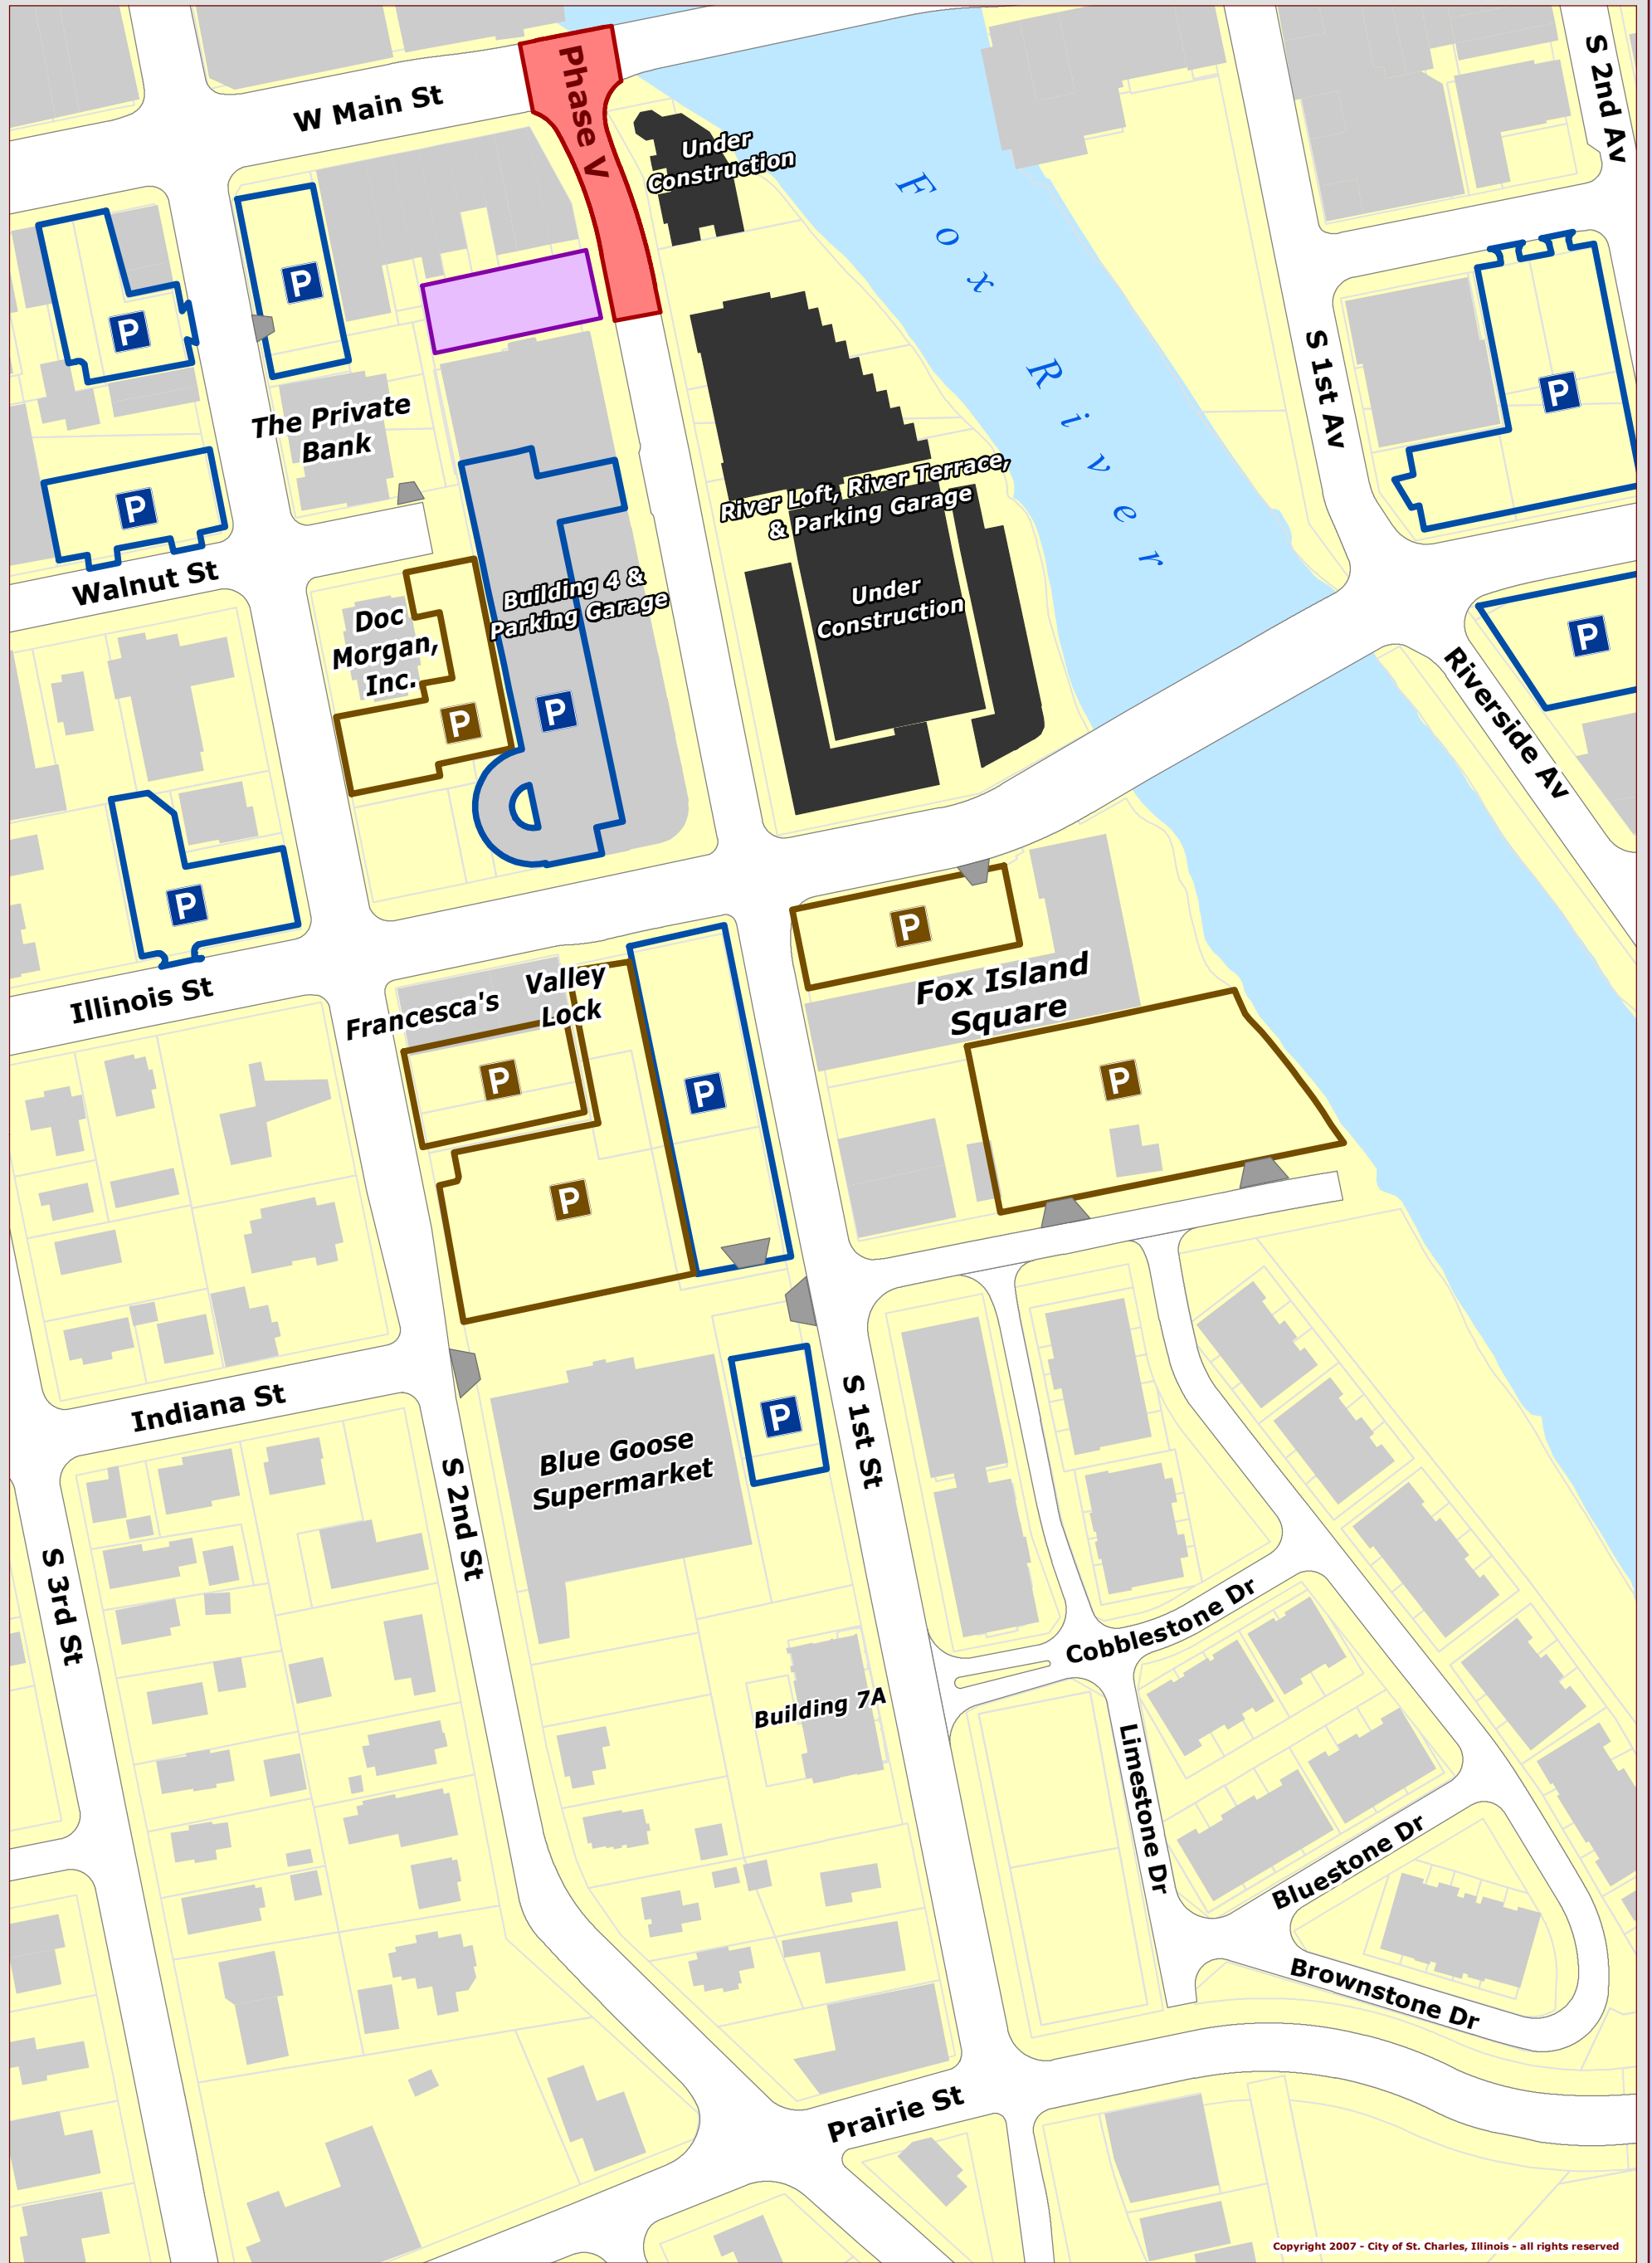 S 2nd Av
Phase V
W Main St
Under
Construction
Fox River
P
P
The Private
Bank
S 1st Av
P
P
River Loft, River Terrace,
& Parking Garage
Walnut St
Building 4 &
Parking Garage
Under
Construction
Doc
Morgan,
Inc.
P
Riverside Av
P
P
P
P
Illinois St
Francesca's
Valley
Lock
Fox Island
Square
P
P
P
P
Indiana St
S 2nd St
Blue Goose
Supermarket
P
S 1st St
S 3rd St
Cobblestone Dr
Building 7A
Limestone Dr
Bluestone Dr
Brownstone Dr
Prairie St
Copyright 2007 - City of St. Charles, Illinois - all rights reserved